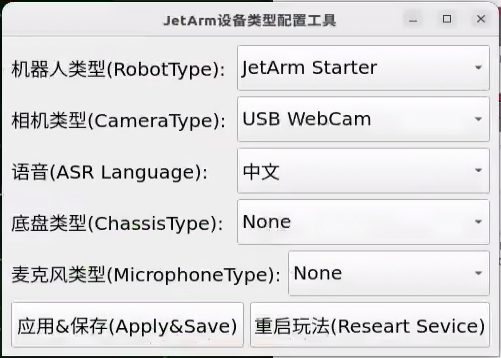 JetArm设备类型配置工具
机器人类型(RobotType): JetArm Starter
相机类型(CameraType): USB WebCam
语音(ASR Language): 中文
底盘类型(ChassisType): None
麦克风类型(MicrophoneType): None
应用&保存(Apply&Save) 重启玩法(Researt Sevice)